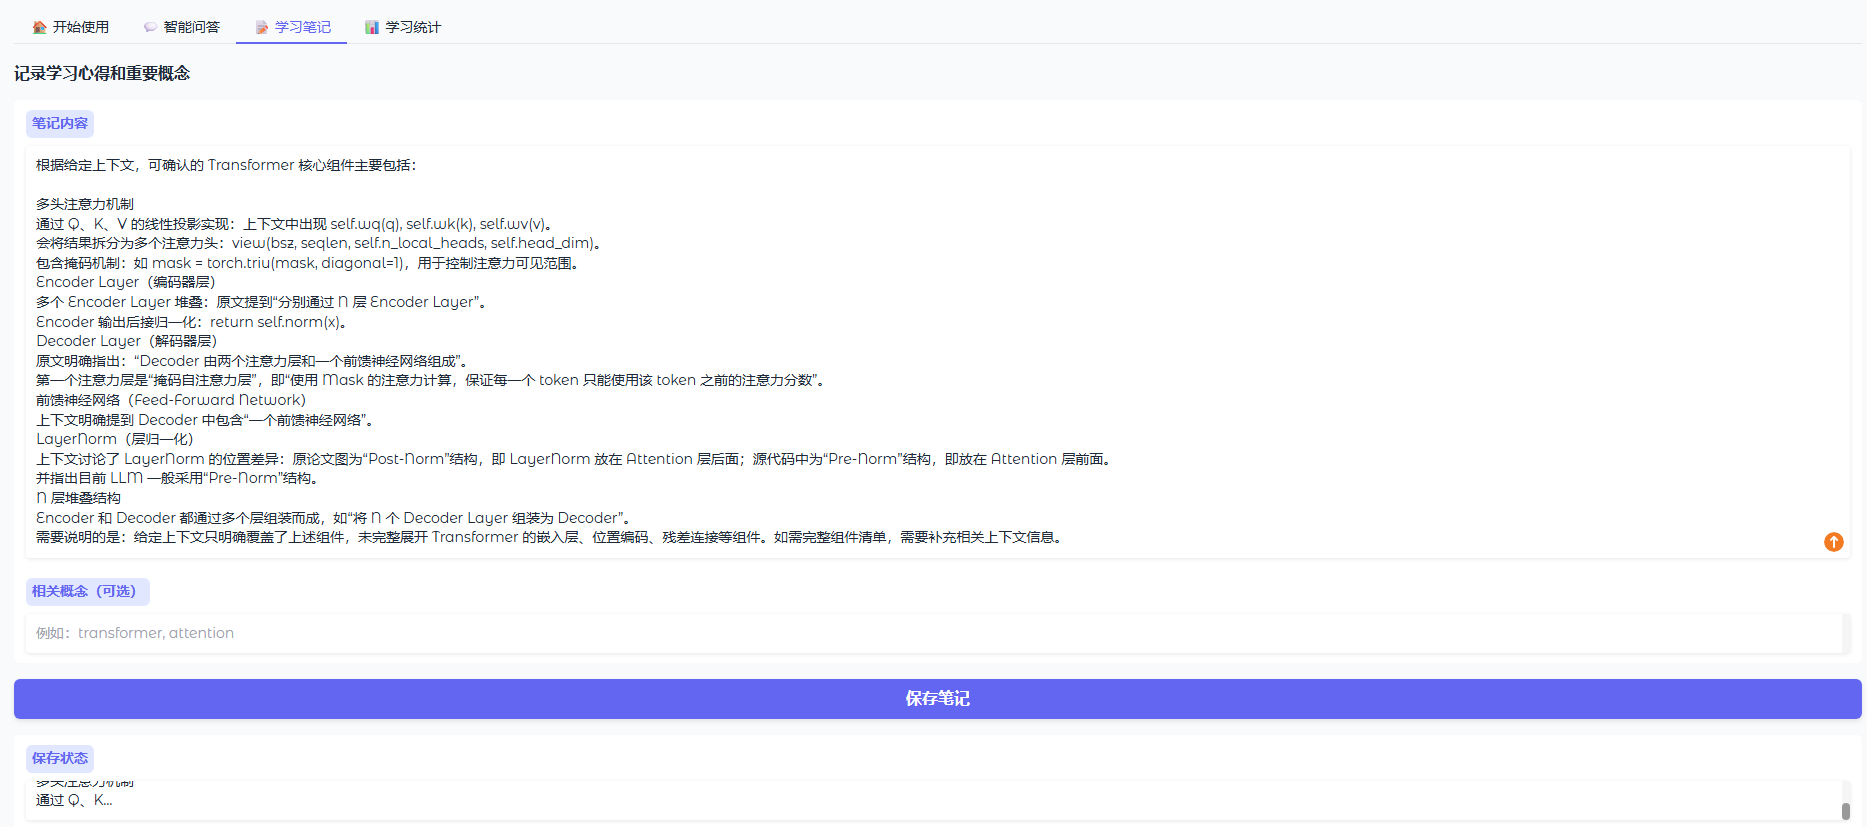 开始使用
智能问答
学习笔记
学习统计
记录学习心得和重要概念
笔记内容
根据给定上下文，可确认的 Transformer 核心组件主要包括：
多头注意力机制
通过 Q、K、V 的线性投影实现：上下文中出现 self.wq(q), self.wk(k), self.wv(v)。
会将结果拆分为多个注意力头：view(bsz, seqlen, self.n_local_heads, self.head_dim)。
包含掩码机制：如 mask = torch.triu(mask, diagonal=1)，用于控制注意力可见范围。
Encoder Layer（编码器层）
多个 Encoder Layer 堆叠：原文提到“分别通过 N 层 Encoder Layer”。
Encoder 输出后接归一化：return self.norm(x)。
Decoder Layer（解码器层）
原文明确指出：“Decoder 由两个注意力层和一个前馈神经网络组成”。
第一个注意力层是“掩码自注意力层”，即“使用 Mask 的注意力计算，保证每一个 token 只能使用该 token 之前的注意力分数”。
前馈神经网络（Feed-Forward Network）
上下文明确提到 Decoder 中包含“一个前馈神经网络”。
LayerNorm（层归一化）
上下文讨论了 LayerNorm 的位置差异：原论文图为“Post-Norm”结构，即 LayerNorm 放在 Attention 层后面；源代码中为“Pre-Norm”结构，即放在 Attention 层前面。
并指出目前 LLM 一般采用“Pre-Norm”结构。
N 层堆叠结构
Encoder 和 Decoder 都通过多个层组装而成，如“将 N 个 Decoder Layer 组装为 Decoder”。
需要说明的是：给定上下文只明确覆盖了上述组件，未完整展开 Transformer 的嵌入层、位置编码、残差连接等组件。如需完整组件清单，需要补充相关上下文信息。
相关概念（可选）
例如：transformer, attention
保存笔记
保存状态
多头注意力机制
通过 Q、K...